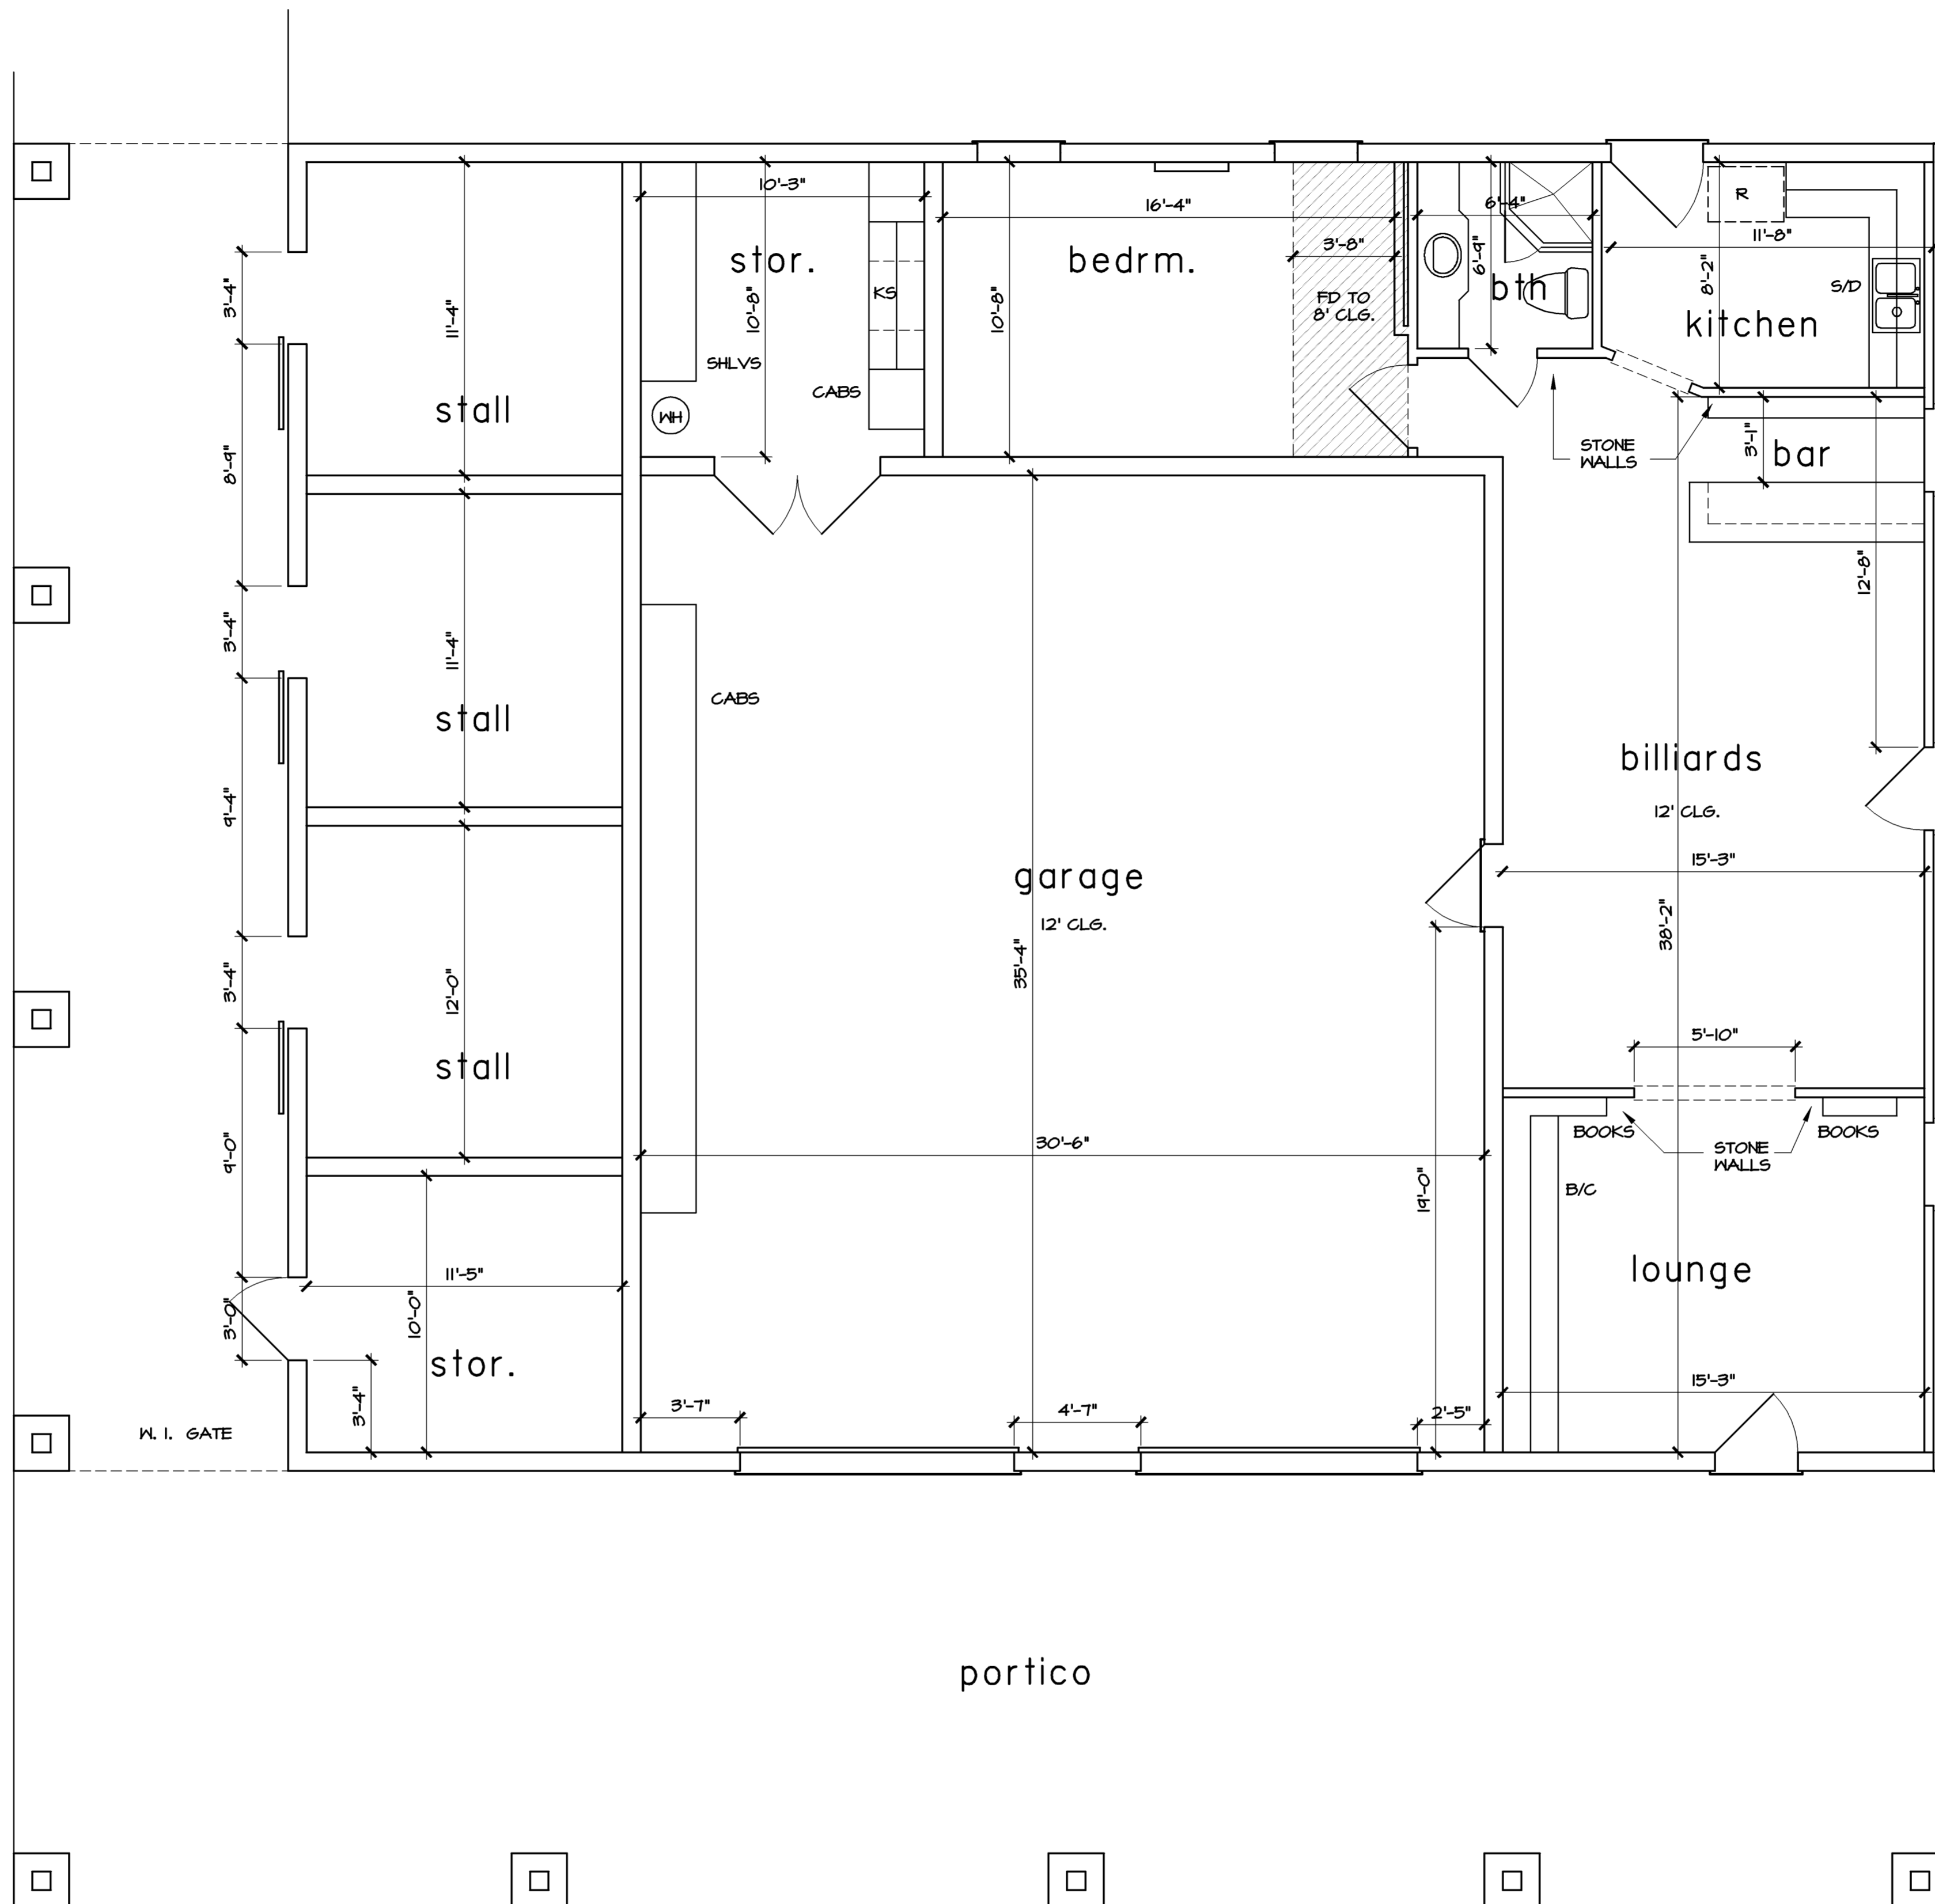 10'-3"
16'-4"
6'-4"
R
11'-8"
3'-8"
6'-9"
8'-2"
stor.
bedrm.
bth
S/D
kitchen
3'-4"
11'-4"
10'-8"
KS
10'-8"
FD TO
8' CLG.
SHLVS
CABS
stall
WH
8'-9"
STONE
WALLS
3'-1"
bar
12'-8"
3'-4"
11'-4"
CABS
stall
billiards
12' CLG.
9'-4"
15'-3"
garage
12' CLG.
38'-2"
35'-4"
3'-4"
12'-0"
5'-10"
stall
BOOKS
STONE
WALLS
BOOKS
9'-0"
30'-6"
19'-0"
B/C
11'-5"
lounge
3'-0"
10'-0"
stor.
15'-3"
3'-4"
3'-7"
4'-7"
2'-5"
W. I. GATE
portico